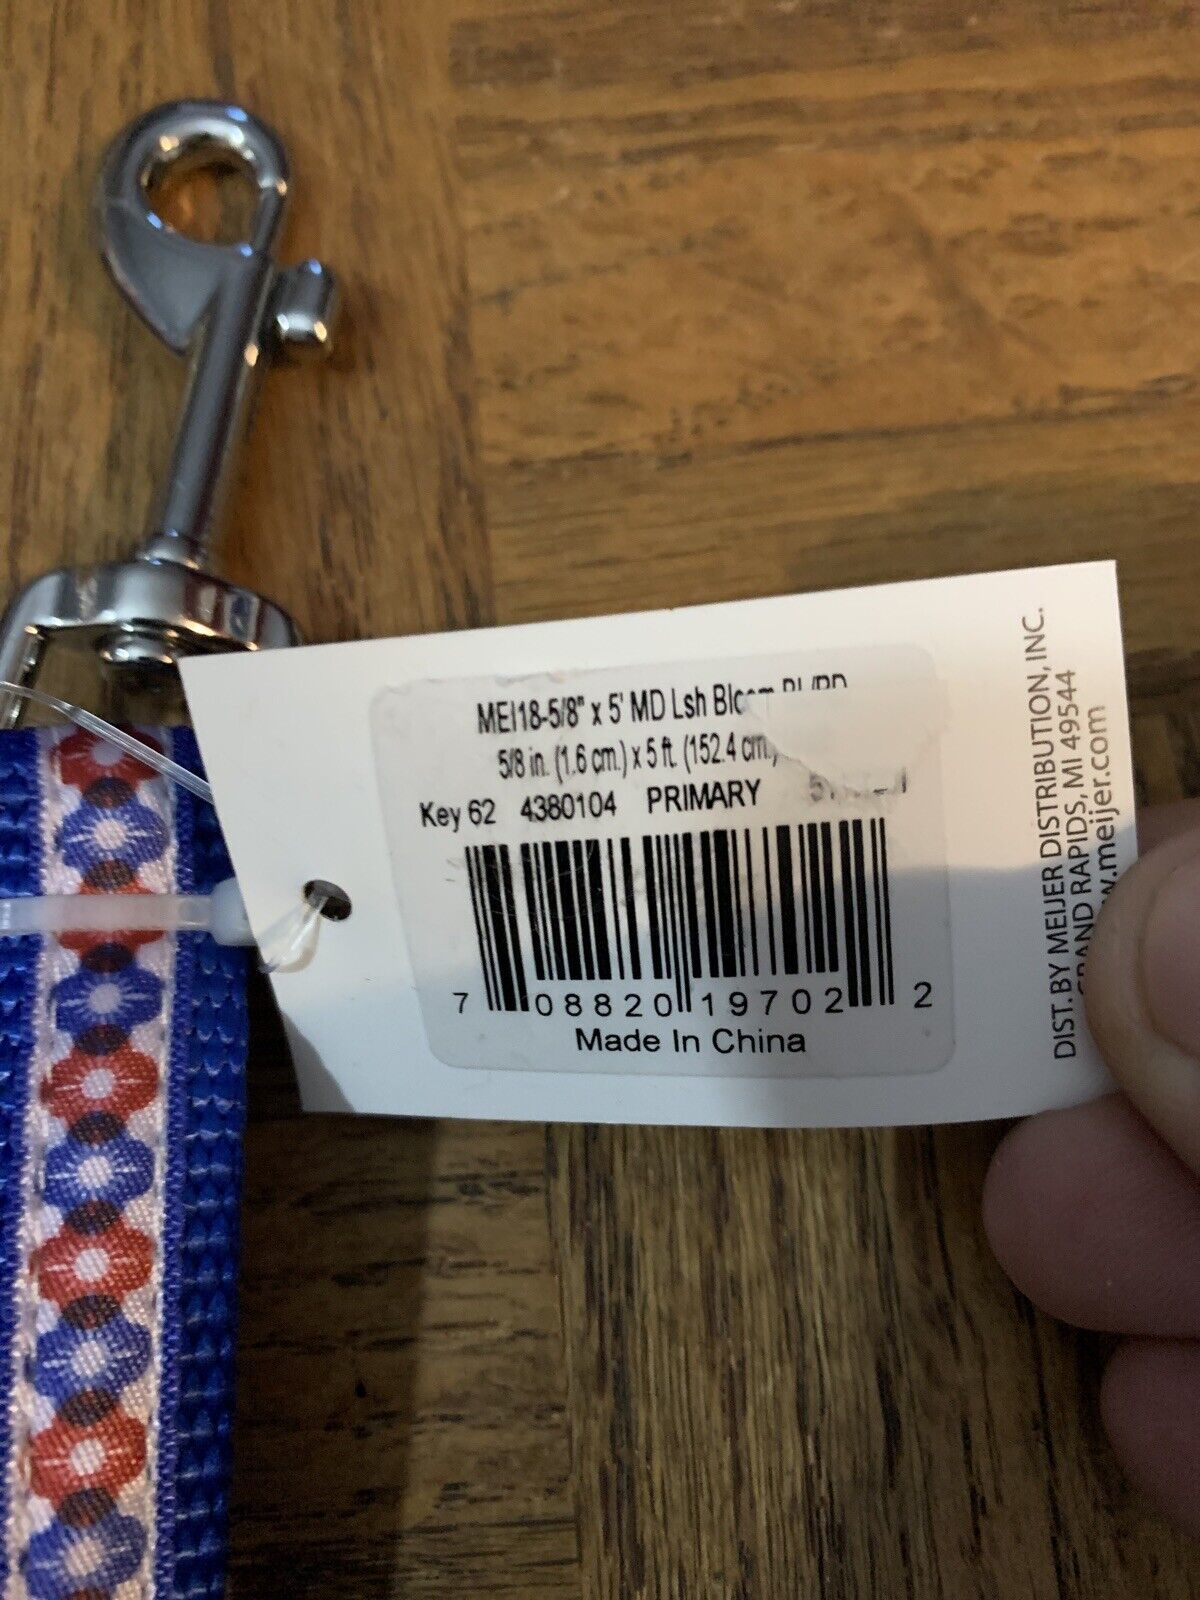 MEI18-5/8" x 5' MD Lsh Bloom BL/RD
5/8 in. (1.6 cm.) x 5 ft. (152.4 cm.)
Key 62 4380104 PRIMARY
7 08820 19702 2
Made In China
DIST. BY MEIJER DISTRIBUTION, INC.
GRAND RAPIDS, MI 49544
www.meijer.com